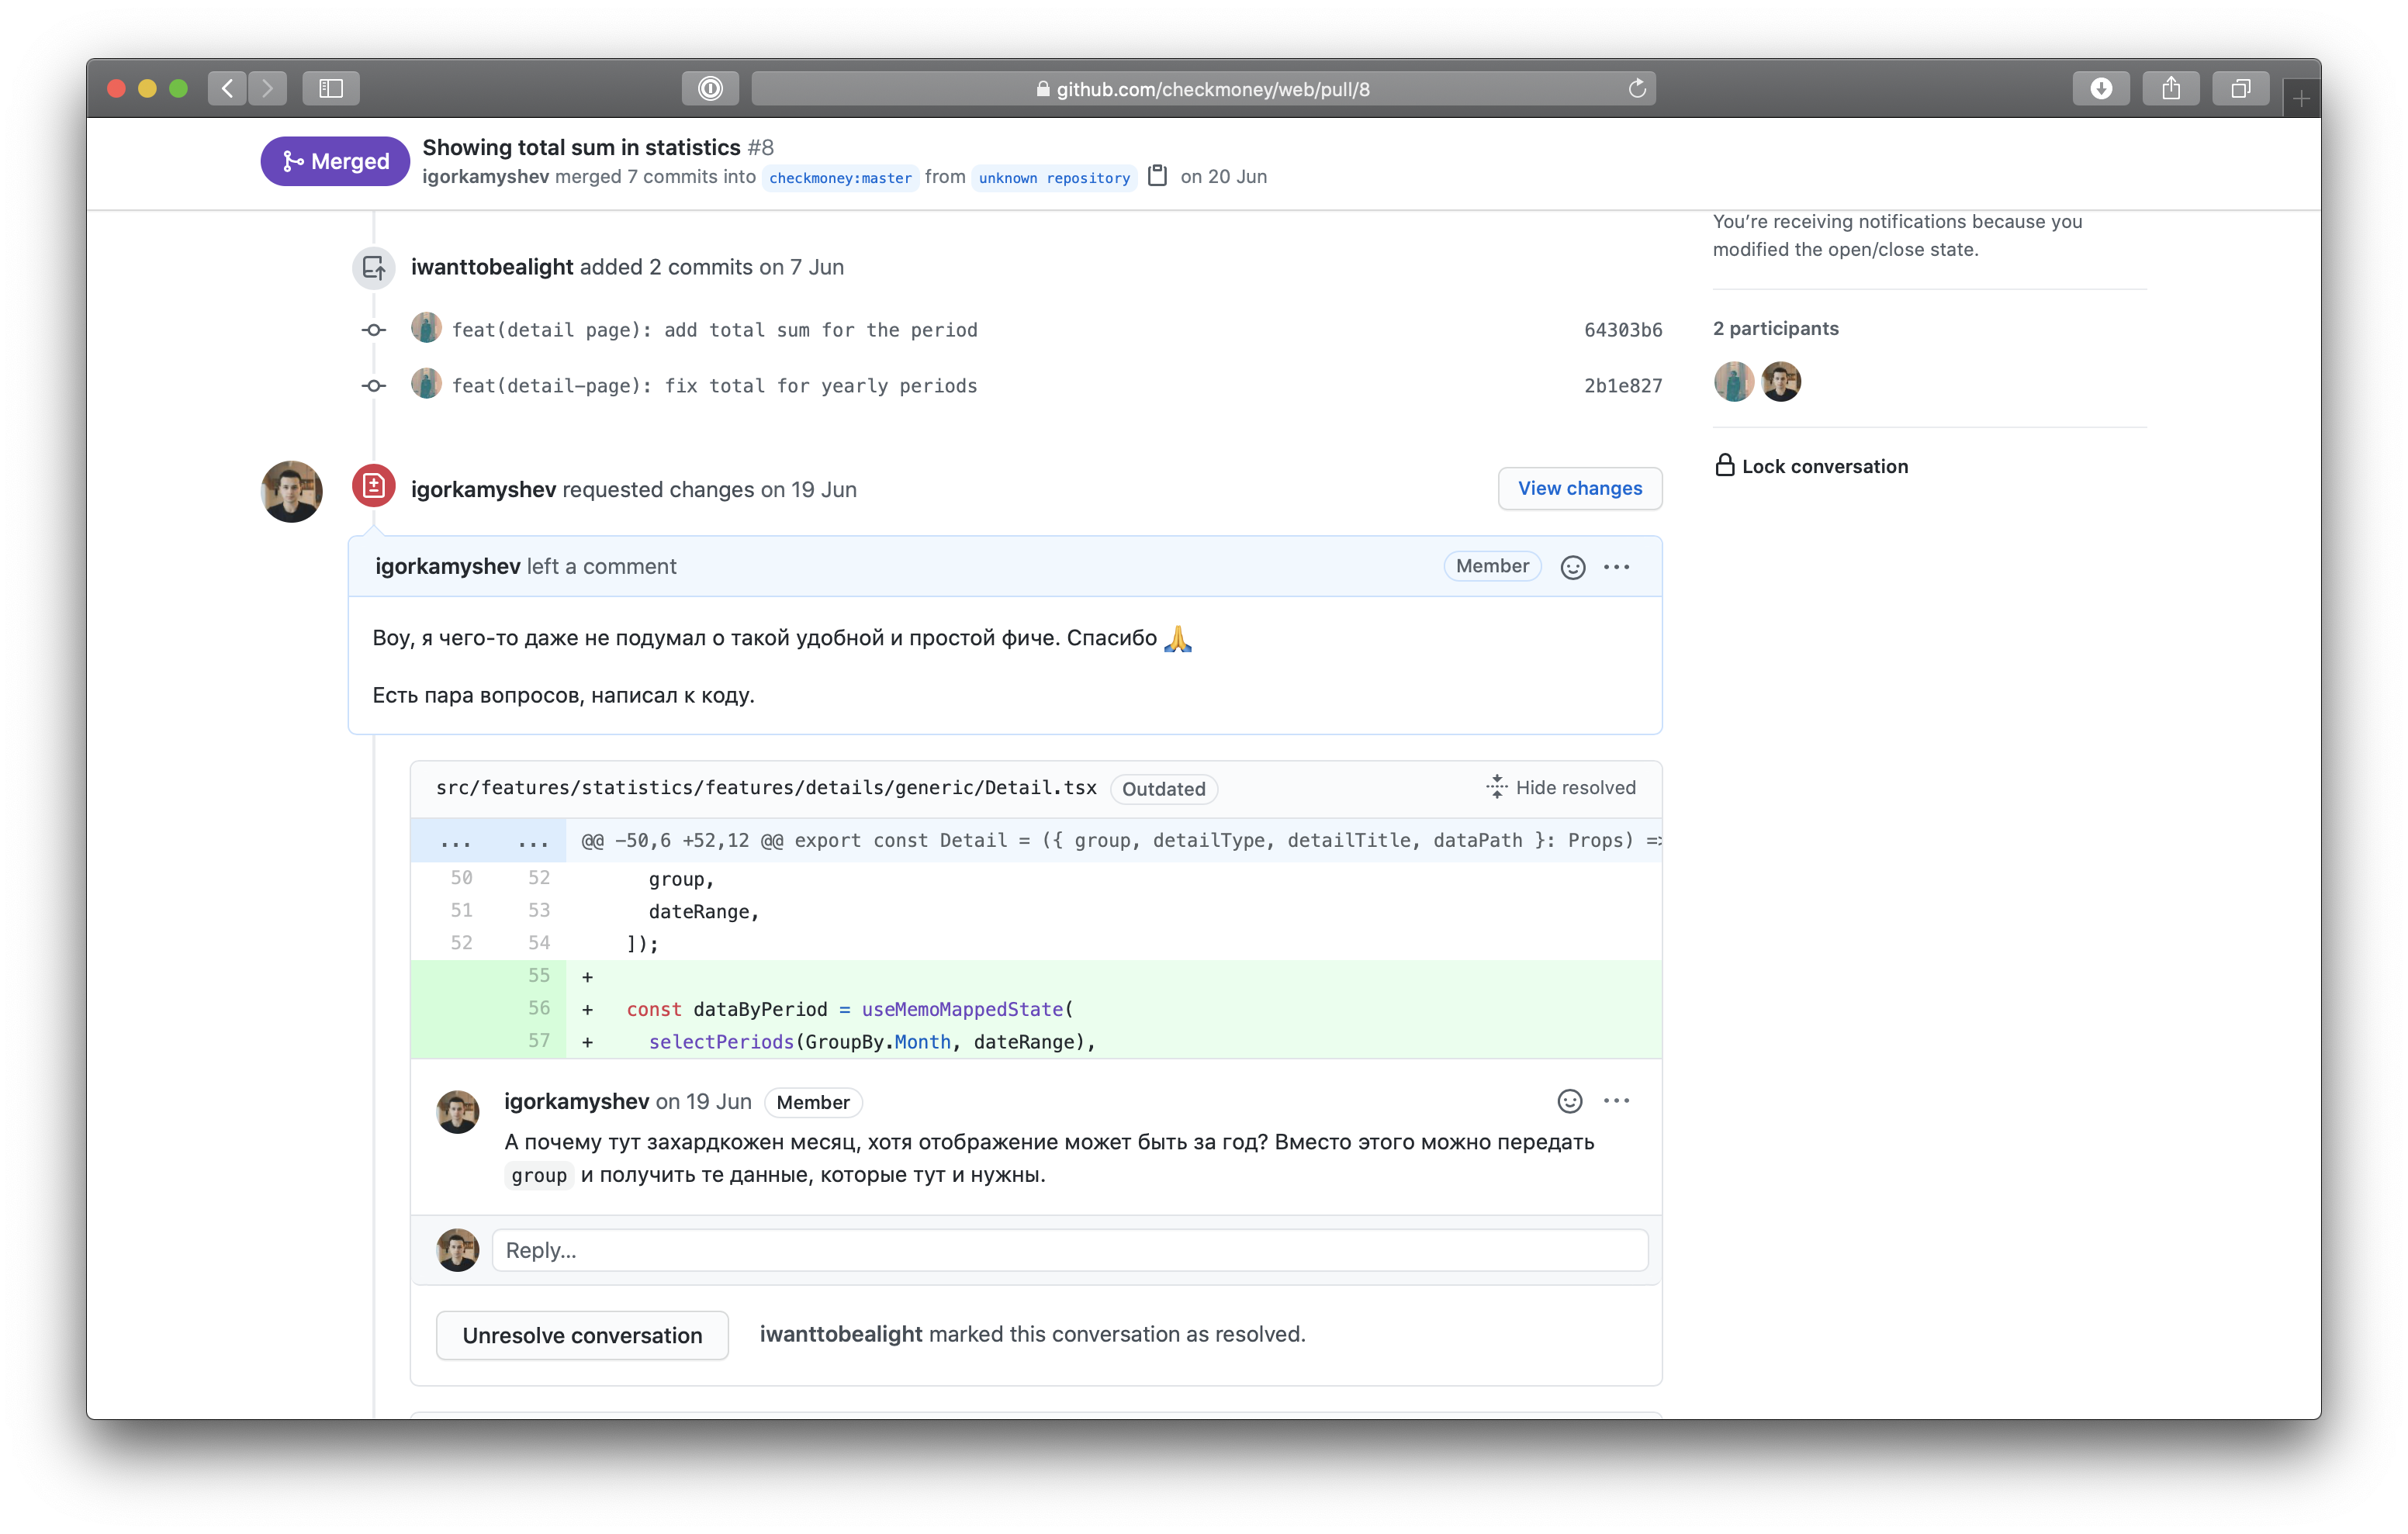 github.com/checkmoney/web/pull/8
Merged
Showing total sum in statistics #8
igorkamyshev merged 7 commits into checkmoney:master from unknown repository on 20 Jun
You’re receiving notifications because you
modified the open/close state.
2 participants
Lock conversation
iwanttobealight added 2 commits on 7 Jun
feat(detail page): add total sum for the period 64303b6
feat(detail-page): fix total for yearly periods 2b1e827
igorkamyshev requested changes on 19 Jun
View changes
igorkamyshev left a comment
Member
Воу, я чего-то даже не подумал о такой удобной и простой фиче. Спасибо 🙏
Есть пара вопросов, написал к коду.
src/features/statistics/features/details/generic/Detail.tsx Outdated Hide resolved
... ... @@ -50,6 +52,12 @@ export const Detail = ({ group, detailType, detailTitle, dataPath }: Props) =>
50 52 group,
51 53 dateRange,
52 54 ]);
55 +
56 + const dataByPeriod = useMemoMappedState(
57 + selectPeriods(GroupBy.Month, dateRange),
igorkamyshev on 19 Jun Member
А почему тут захардкожен месяц, хотя отображение может быть за год? Вместо этого можно передать
group и получить те данные, которые тут и нужны.
Reply...
Unresolve conversation
iwanttobealight marked this conversation as resolved.